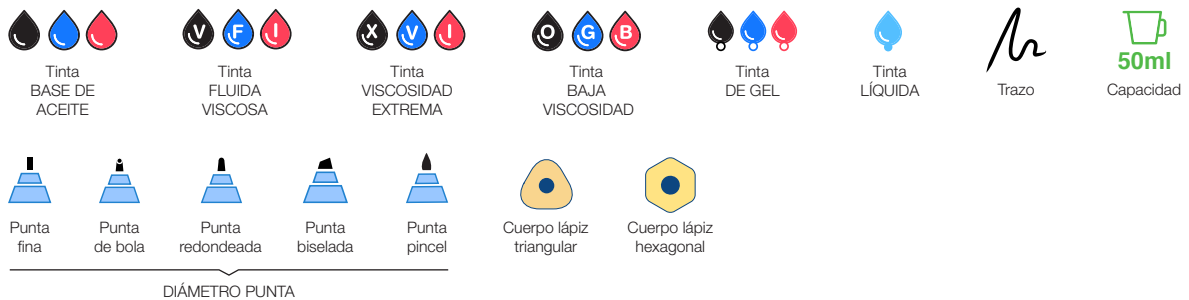 V F I
X V I
O G B
50ml
Tinta
BASE DE
ACEITE
Tinta
FLUIDA
VISCOSA
Tinta
VISCOSIDAD
EXTREMA
Tinta
BAJA
VISCOSIDAD
Tinta
DE GEL
Tinta
LÍQUIDA
Trazo
Capacidad
Punta
fina
Punta
de bola
Punta
redondeada
Punta
biselada
Punta
pincel
Cuerpo lápiz
triangular
Cuerpo lápiz
hexagonal
DIÁMETRO PUNTA